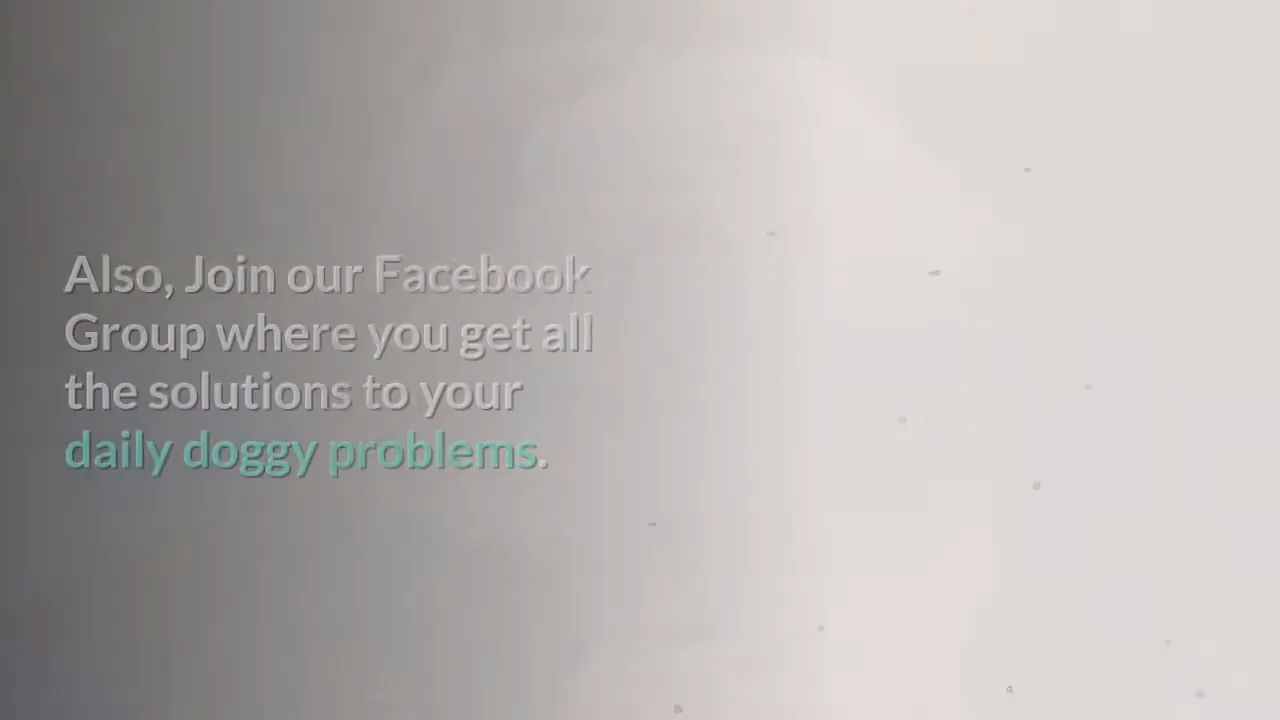 Also, Join our Facebook
Group where you get all
the solutions to your
daily doggy problems.